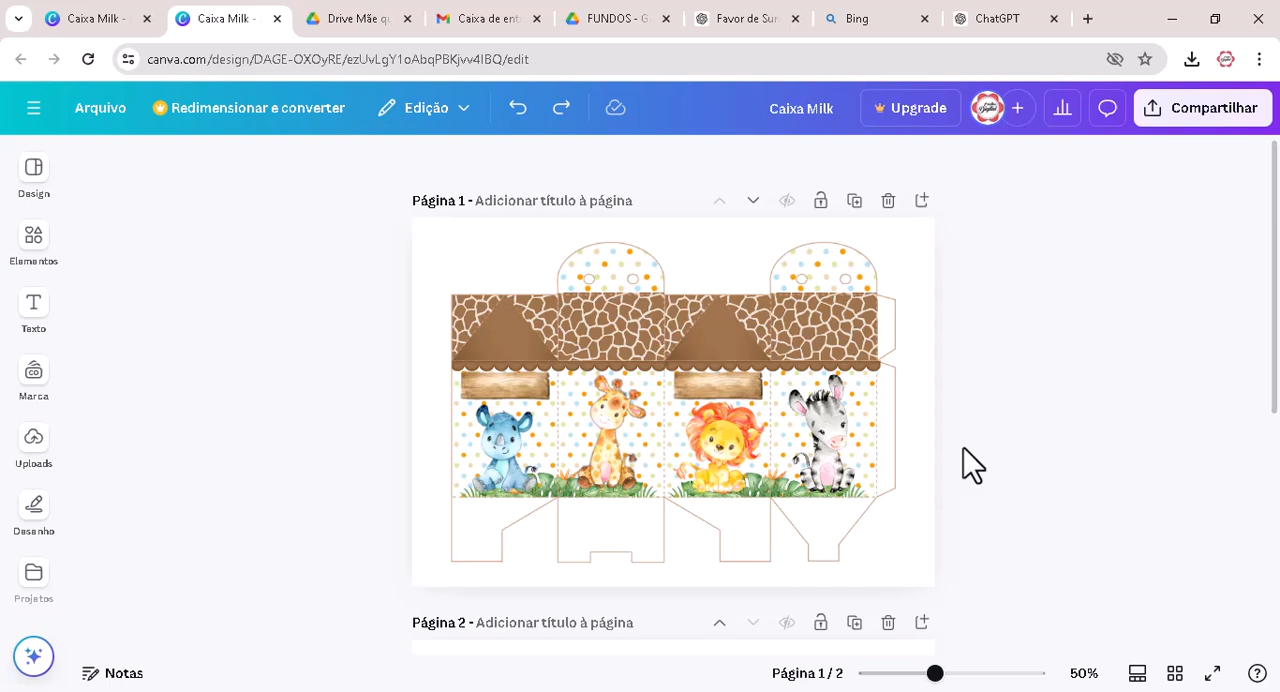 Caixa Milk -
Caixa Milk -
Drive Mãe qu
Caixa de ent
FUNDOS - G
Favor de Sur
Bing
ChatGPT
canva.com/design/DAGE-OXOyRE/ezUvLgY1oAbqPBKjvv4IBQ/edit
Arquivo
Redimensionar e converter
Edição
Caixa Milk
Upgrade
Compartilhar
Design
Elementos
Texto
Marca
Uploads
Desenho
Projetos
Página 1 - Adicionar título à página
Página 2 - Adicionar título à página
Notas
Página 1 / 2
50%